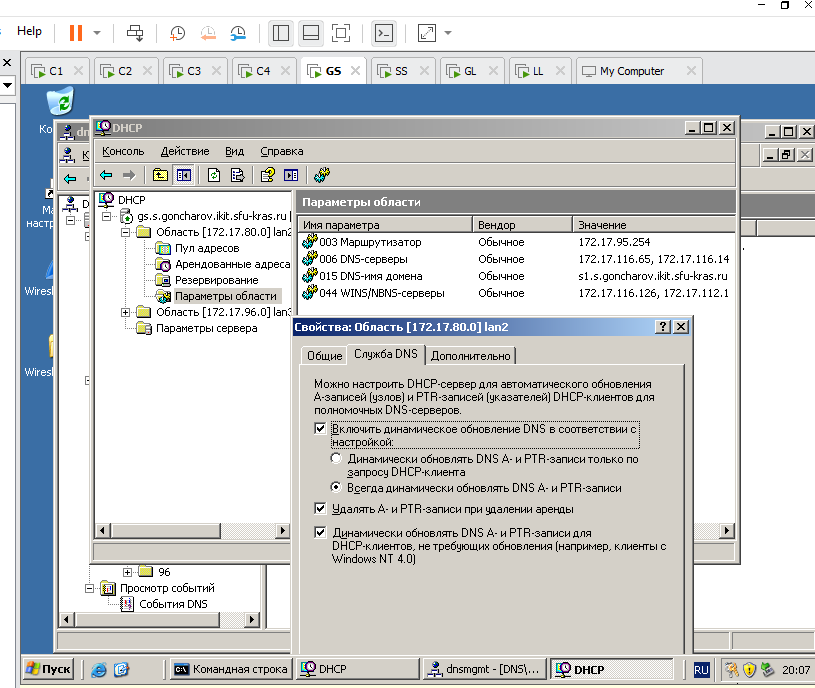 Help
C1
C2
C3
C4
GS
SS
GL
LL
My Computer
Ко
dn
DHCP
К
Консоль
Действие
Вид
Справка
Ма
настр
D
DHCP
gs.s.goncharov.ikit.sfu-kras.ru
Область [172.17.80.0] lan2
Пул адресов
Арендованные адреса
Резервирование
Параметры области
Область [172.17.96.0] lan3
Параметры сервера
Параметры области
Имя параметра
Вендор
Значение
003 Маршрутизатор
Обычное
172.17.95.254
006 DNS-серверы
Обычное
172.17.116.65, 172.17.116.14
015 DNS-имя домена
Обычное
s1.s.goncharov.ikit.sfu-kras.ru
044 WINS/NBNS-серверы
Обычное
172.17.116.126, 172.17.112.1
Wires
Wires
Свойства: Область [172.17.80.0] lan2
Общие
Служба DNS
Дополнительно
Можно настроить DHCP-сервер для автоматического обновления
A-записей (узлов) и PTR-записей (указателей) DHCP-клиентов для
полномочных DNS-серверов.
Включить динамическое обновление DNS в соответствии с
настройкой:
Динамически обновлять DNS A- и PTR-записи только по
запросу DHCP-клиента
Всегда динамически обновлять DNS A- и PTR-записи
Удалять A- и PTR-записи при удалении аренды
Динамически обновлять DNS A- и PTR-записи для
DHCP-клиентов, не требующих обновления (например, клиенты с
Windows NT 4.0)
96
Просмотр событий
События DNS
Пуск
Командная строка
DHCP
dnsmgmt - [DNS\...
DHCP
RU
20:07